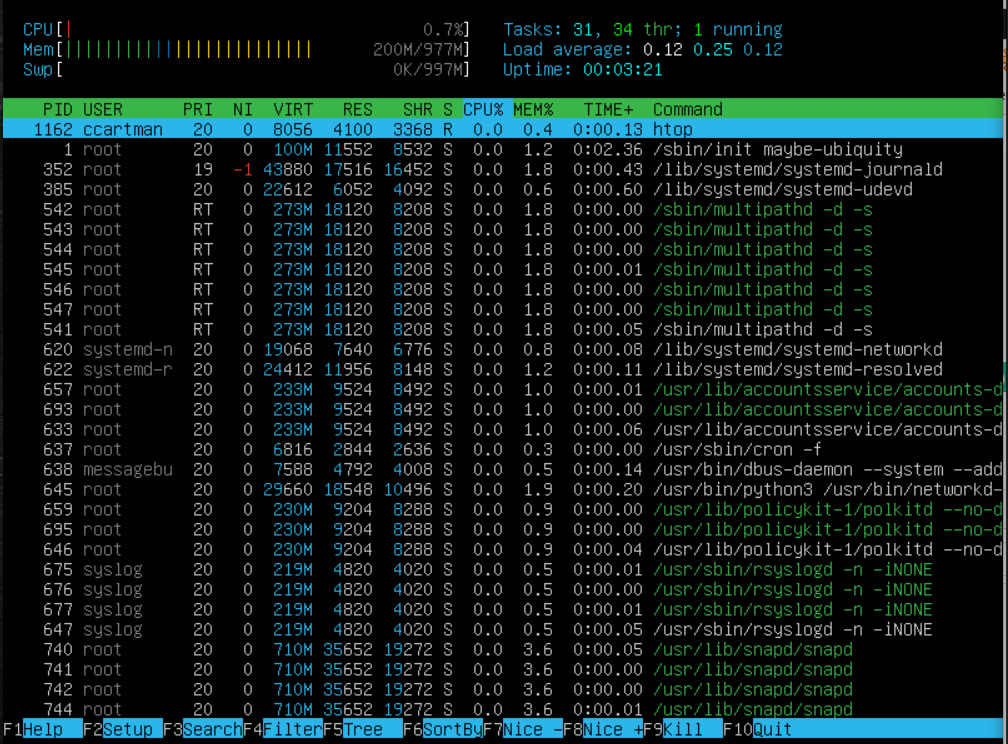 CPU[| 0.7%] Tasks: 31, 34 thr; 1 running
Mem[||||||||||||||||||||||||| 200M/977M] Load average: 0.12 0.25 0.12
Swp[ 0K/997M] Uptime: 00:03:21
PID USER PRI NI VIRT RES SHR S CPU% MEM% TIME+ Command
1162 ccartman 20 0 8056 4100 3368 R 0.0 0.4 0:00.13 htop
1 root 20 0 100M 11552 8532 S 0.0 1.2 0:02.36 /sbin/init maybe-ubiquity
352 root 19 -1 43880 17516 16452 S 0.0 1.8 0:00.43 /lib/systemd/systemd-journald
385 root 20 0 22612 6052 4092 S 0.0 0.6 0:00.60 /lib/systemd/systemd-udevd
542 root RT 0 273M 18120 8208 S 0.0 1.8 0:00.00 /sbin/multipathd -d -s
543 root RT 0 273M 18120 8208 S 0.0 1.8 0:00.00 /sbin/multipathd -d -s
544 root RT 0 273M 18120 8208 S 0.0 1.8 0:00.00 /sbin/multipathd -d -s
545 root RT 0 273M 18120 8208 S 0.0 1.8 0:00.01 /sbin/multipathd -d -s
546 root RT 0 273M 18120 8208 S 0.0 1.8 0:00.00 /sbin/multipathd -d -s
547 root RT 0 273M 18120 8208 S 0.0 1.8 0:00.00 /sbin/multipathd -d -s
541 root RT 0 273M 18120 8208 S 0.0 1.8 0:00.05 /sbin/multipathd -d -s
620 systemd-n 20 0 19068 7640 6776 S 0.0 0.8 0:00.08 /lib/systemd/systemd-networkd
622 systemd-r 20 0 24412 11956 8148 S 0.0 1.2 0:00.11 /lib/systemd/systemd-resolved
657 root 20 0 233M 9524 8492 S 0.0 1.0 0:00.01 /usr/lib/accountsservice/accounts-d
693 root 20 0 233M 9524 8492 S 0.0 1.0 0:00.00 /usr/lib/accountsservice/accounts-d
633 root 20 0 233M 9524 8492 S 0.0 1.0 0:00.06 /usr/lib/accountsservice/accounts-d
637 root 20 0 6816 2844 2636 S 0.0 0.3 0:00.00 /usr/sbin/cron -f
638 messagebu 20 0 7588 4792 4008 S 0.0 0.5 0:00.14 /usr/bin/dbus-daemon --system --add
645 root 20 0 29660 18548 10496 S 0.0 1.9 0:00.20 /usr/bin/python3 /usr/bin/networkd-
659 root 20 0 230M 9204 8288 S 0.0 0.9 0:00.00 /usr/lib/policykit-1/polkitd --no-d
695 root 20 0 230M 9204 8288 S 0.0 0.9 0:00.01 /usr/lib/policykit-1/polkitd --no-d
646 root 20 0 230M 9204 8288 S 0.0 0.9 0:00.04 /usr/lib/policykit-1/polkitd --no-d
675 syslog 20 0 219M 4820 4020 S 0.0 0.5 0:00.01 /usr/sbin/rsyslogd -n -iNONE
676 syslog 20 0 219M 4820 4020 S 0.0 0.5 0:00.00 /usr/sbin/rsyslogd -n -iNONE
677 syslog 20 0 219M 4820 4020 S 0.0 0.5 0:00.01 /usr/sbin/rsyslogd -n -iNONE
647 syslog 20 0 219M 4820 4020 S 0.0 0.5 0:00.05 /usr/sbin/rsyslogd -n -iNONE
740 root 20 0 710M 35652 19272 S 0.0 3.6 0:00.05 /usr/lib/snapd/snapd
741 root 20 0 710M 35652 19272 S 0.0 3.6 0:00.00 /usr/lib/snapd/snapd
742 root 20 0 710M 35652 19272 S 0.0 3.6 0:00.00 /usr/lib/snapd/snapd
744 root 20 0 710M 35652 19272 S 0.0 3.6 0:00.01 /usr/lib/snapd/snapd
F1Help F2Setup F3SearchF4FilterF5Tree F6SortByF7Nice -F8Nice +F9Kill F10Quit